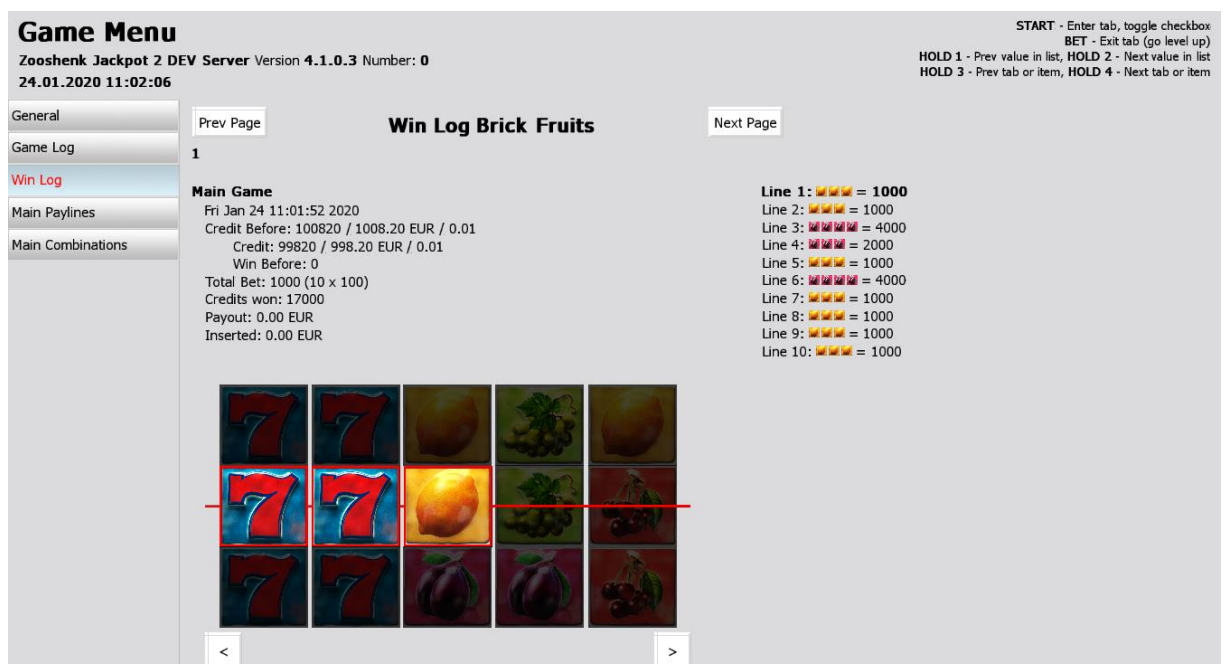 Game Menu
Zooshenk Jackpot 2 DEV Server Version 4.1.0.3 Number: 0
24.01.2020 11:02:06
START - Enter tab, toggle checkbox
BET - Exit tab (go level up)
HOLD 1 - Prev value in list, HOLD 2 - Next value in list
HOLD 3 - Prev tab or item, HOLD 4 - Next tab or item
General
Game Log
Win Log
Main Paylines
Main Combinations
Prev Page
Win Log Brick Fruits
Next Page
1
Main Game
Fri Jan 24 11:01:52 2020
Credit Before: 100820 / 1008.20 EUR / 0.01
Credit: 99820 / 998.20 EUR / 0.01
Win Before: 0
Total Bet: 1000 (10 x 100)
Credits won: 17000
Payout: 0.00 EUR
Inserted: 0.00 EUR
Line 1: = 1000
Line 2: = 1000
Line 3: = 4000
Line 4: = 2000
Line 5: = 1000
Line 6: = 4000
Line 7: = 1000
Line 8: = 1000
Line 9: = 1000
Line 10: = 1000
7 7
7 7
7 7
< >